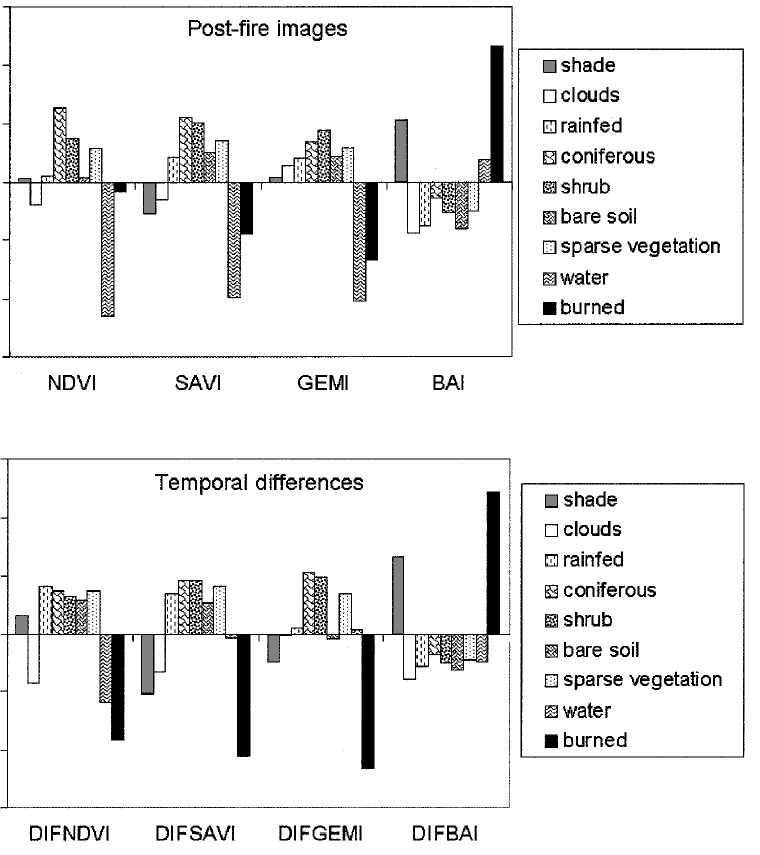 Post-fire images
shade
clouds
rainfed
coniferous
shrub
bare soil
sparse vegetation
water
burned
NDVI SAVI GEMI BAI
Temporal differences
shade
clouds
rainfed
coniferous
shrub
bare soil
sparse vegetation
water
burned
DIFNDVI DIFSAVI DIFGEMI DIFBAI